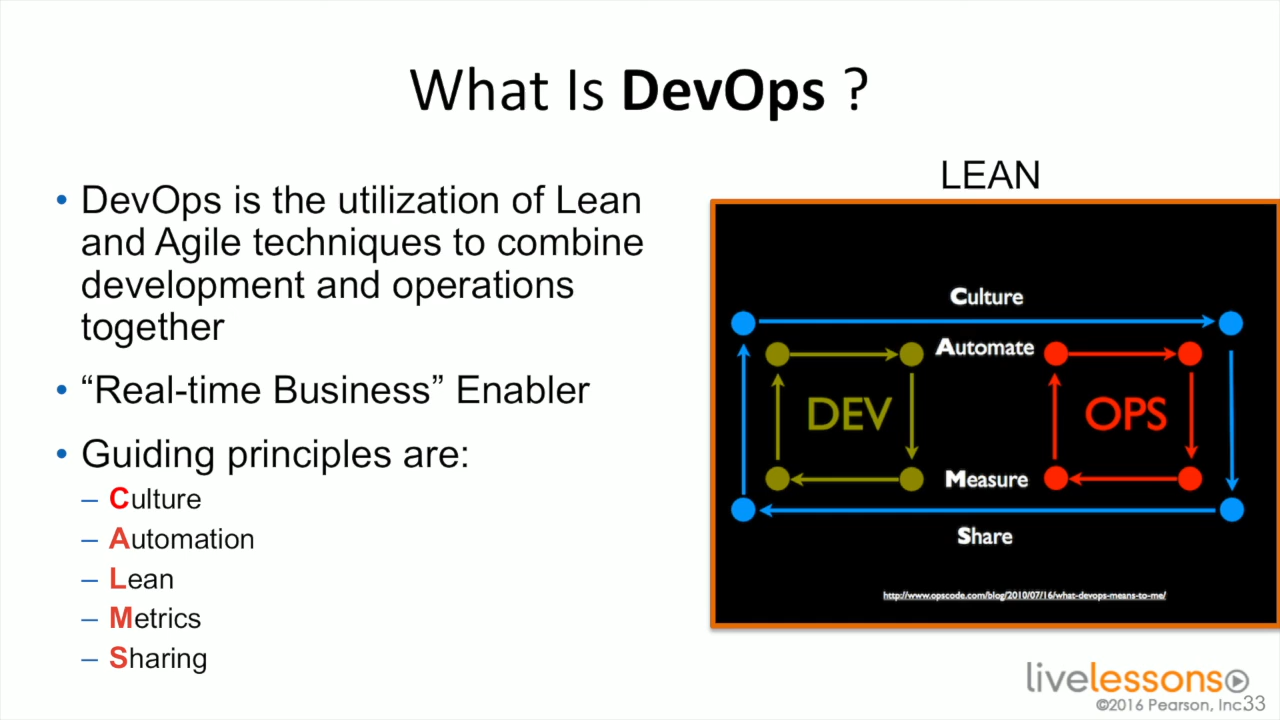 What Is DevOps ?
• DevOps is the utilization of Lean
and Agile techniques to combine
development and operations
together
• “Real-time Business” Enabler
• Guiding principles are:
– Culture
– Automation
– Lean
– Metrics
– Sharing
LEAN
Culture
Automate
DEV
OPS
Measure
Share
http://www.opscode.com/blog/2010/07/16/what-devops-means-to-me/
livelessons
©2016 Pearson, Inc33